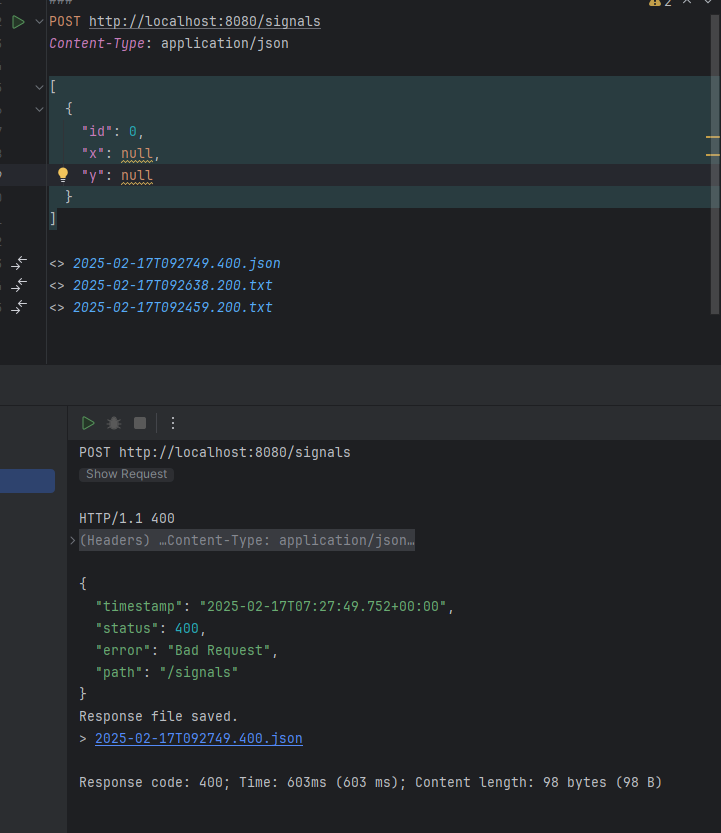 ###
2
POST http://localhost:8080/signals
Content-Type: application/json
[
{
"id": 0,
"x": null,
"y": null
}
]
<> 2025-02-17T092749.400.json
<> 2025-02-17T092638.200.txt
<> 2025-02-17T092459.200.txt
POST http://localhost:8080/signals
Show Request
HTTP/1.1 400
(Headers) …Content-Type: application/json…
{
"timestamp": "2025-02-17T07:27:49.752+00:00",
"status": 400,
"error": "Bad Request",
"path": "/signals"
}
Response file saved.
> 2025-02-17T092749.400.json
Response code: 400; Time: 603ms (603 ms); Content length: 98 bytes (98 B)